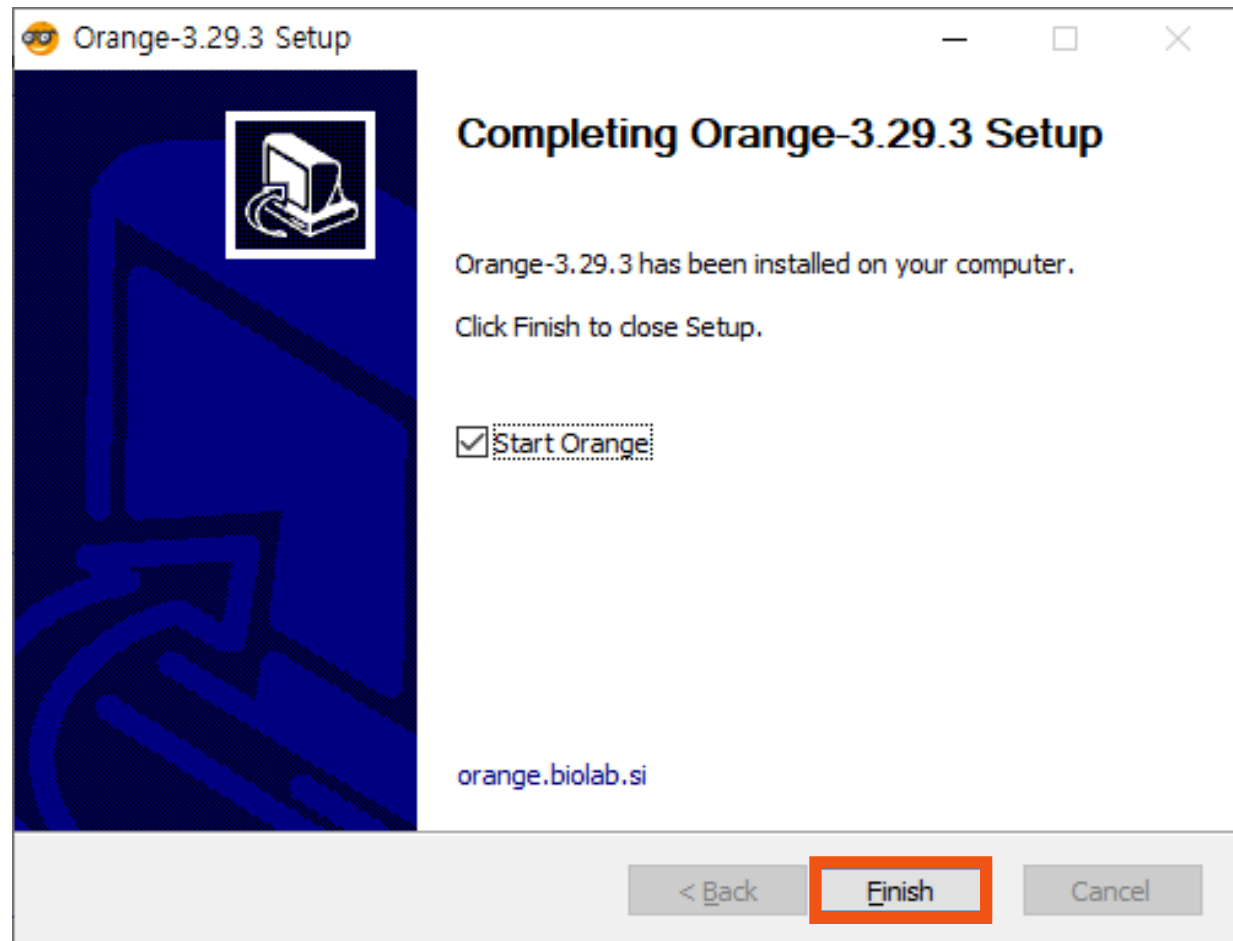 Orange-3.29.3 Setup
Completing Orange-3.29.3 Setup
Orange-3.29.3 has been installed on your computer.
Click Finish to close Setup.
Start Orange
orange.biolab.si
< Back
Finish
Cancel